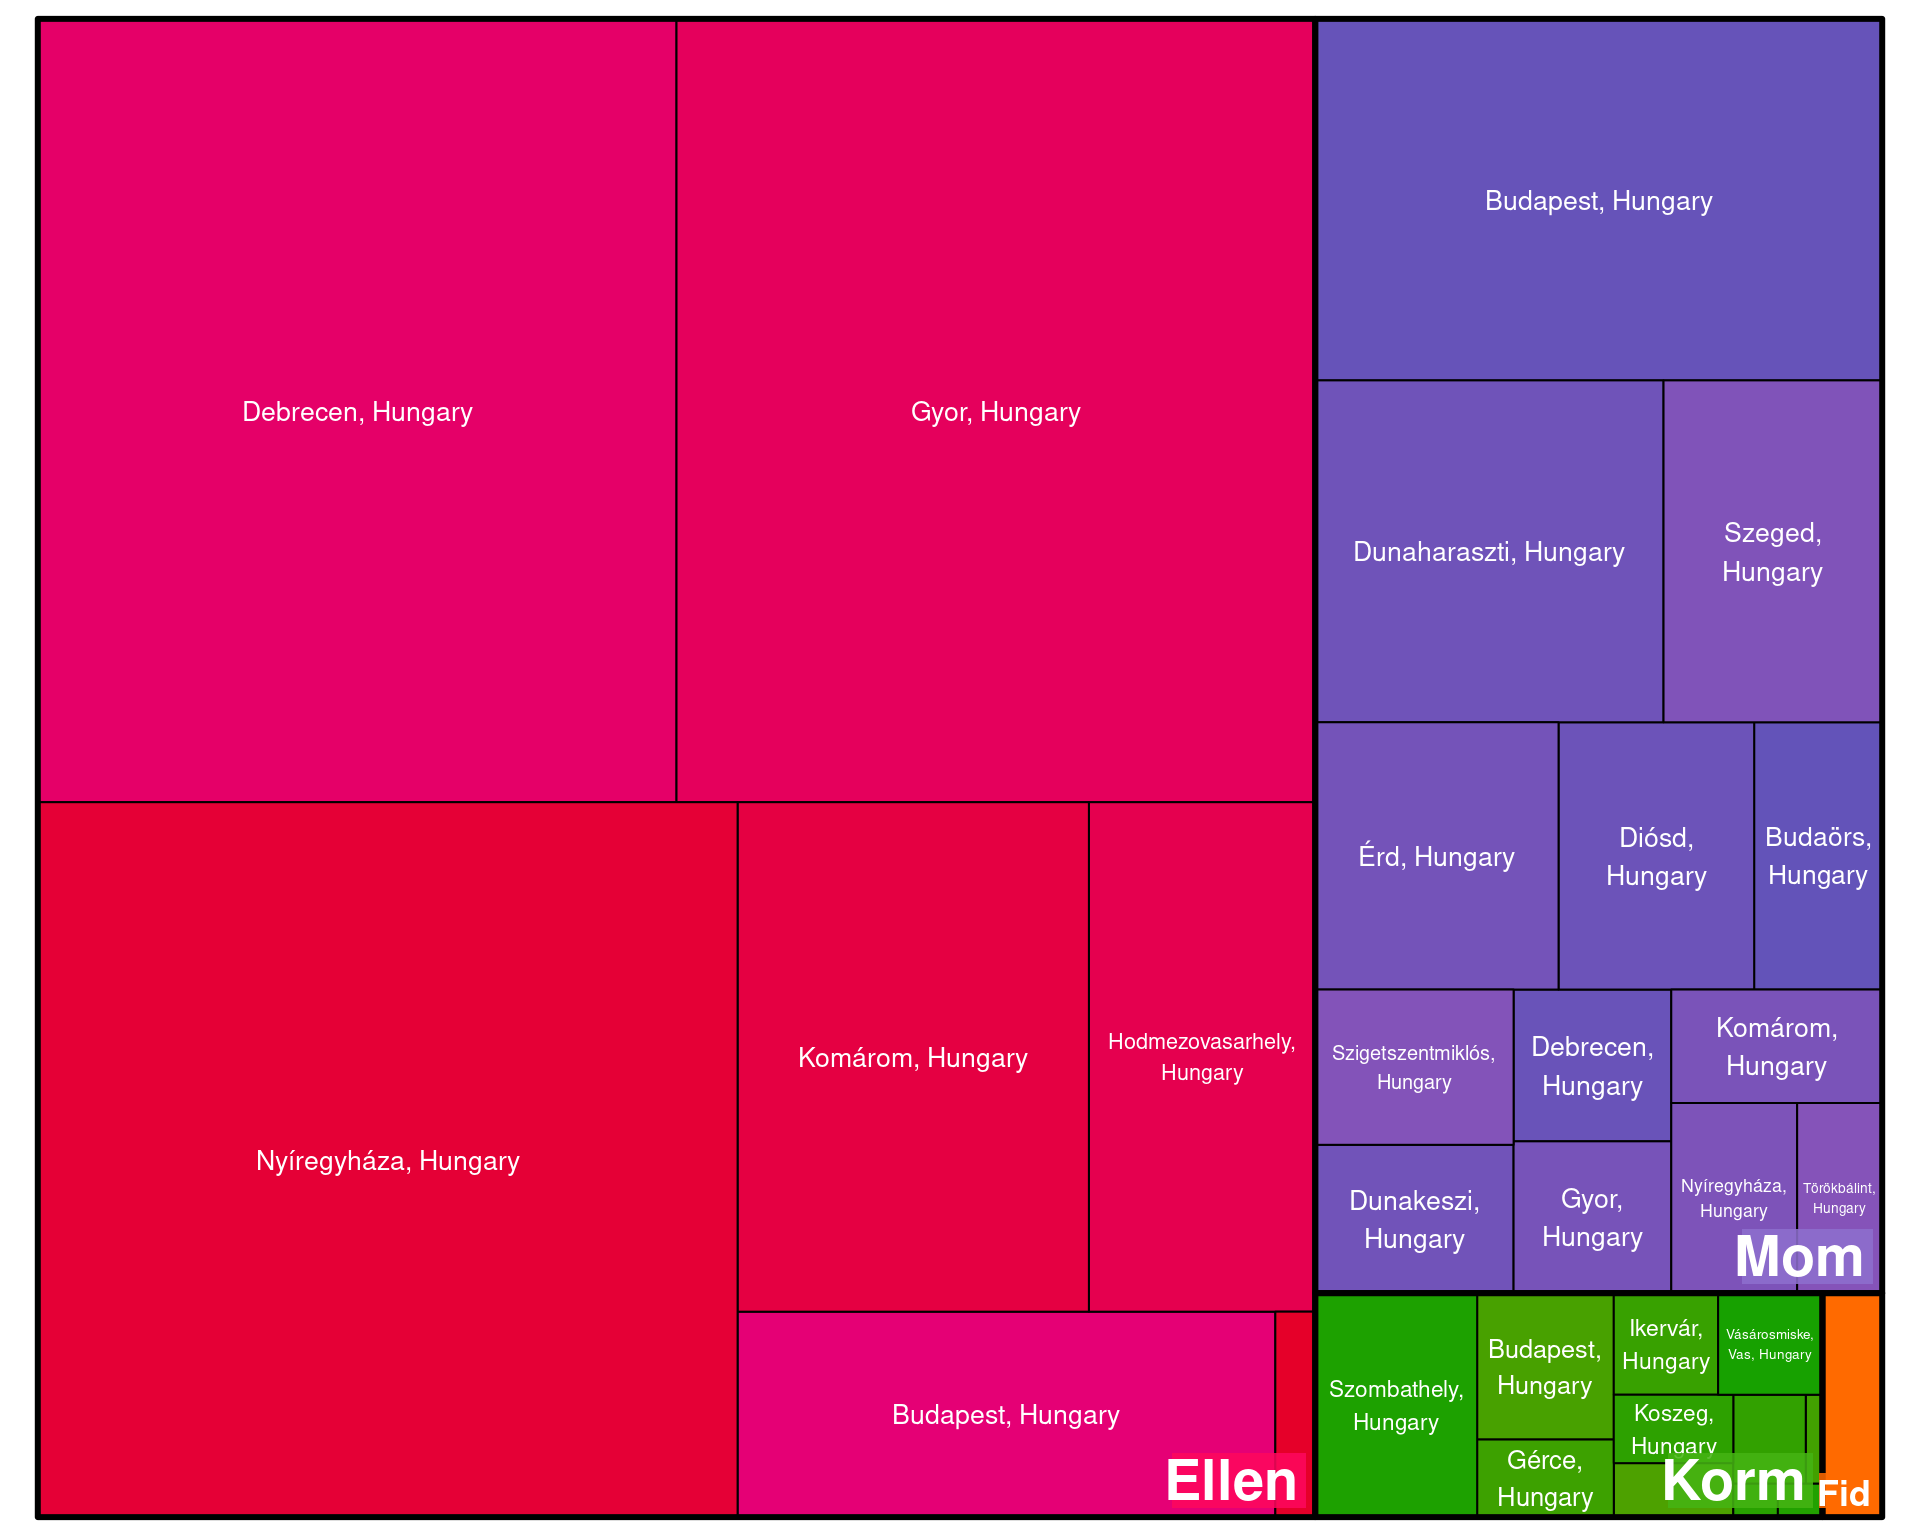 Debrecen, Hungary
Gyor, Hungary
Nyíregyháza, Hungary
Komárom, Hungary
Hodmezovasarhely,
Hungary
Budapest, Hungary
Ellen
Budapest, Hungary
Dunaharaszti, Hungary
Szeged,
Hungary
Érd, Hungary
Diósd,
Hungary
Budaörs,
Hungary
Szigetszentmiklós,
Hungary
Debrecen,
Hungary
Komárom,
Hungary
Dunakeszi,
Hungary
Gyor,
Hungary
Nyíregyháza,
Hungary
Törökbálint,
Hungary
Mom
Szombathely,
Hungary
Budapest,
Hungary
Gérce,
Hungary
Ikervár,
Hungary
Vásárosmiske,
Vas, Hungary
Koszeg,
Hungary
Korm
Fid